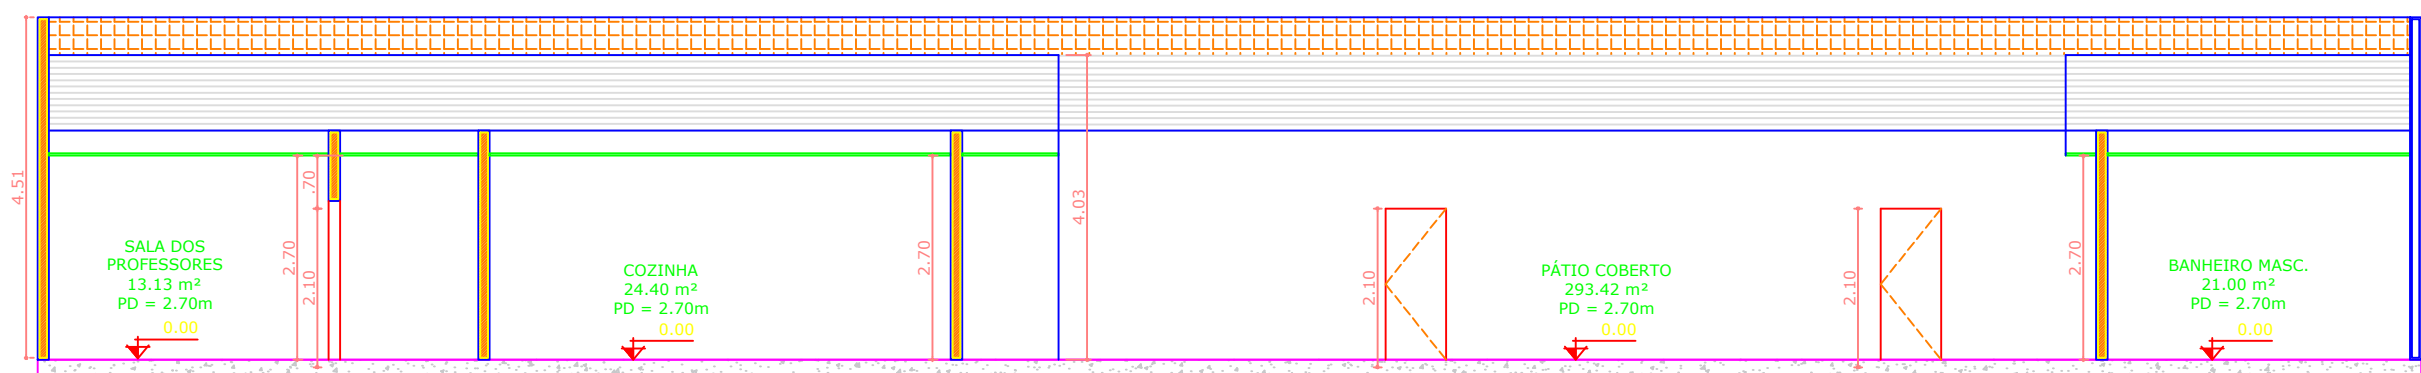 4.51
SALA DOS
PROFESSORES
13.13 m²
PD = 2.70m
0.00
2.70
.70
2.10
COZINHA
24.40 m²
PD = 2.70m
0.00
2.70
4.03
2.10
PÁTIO COBERTO
293.42 m²
PD = 2.70m
0.00
2.10
2.70
BANHEIRO MASC.
21.00 m²
PD = 2.70m
0.00